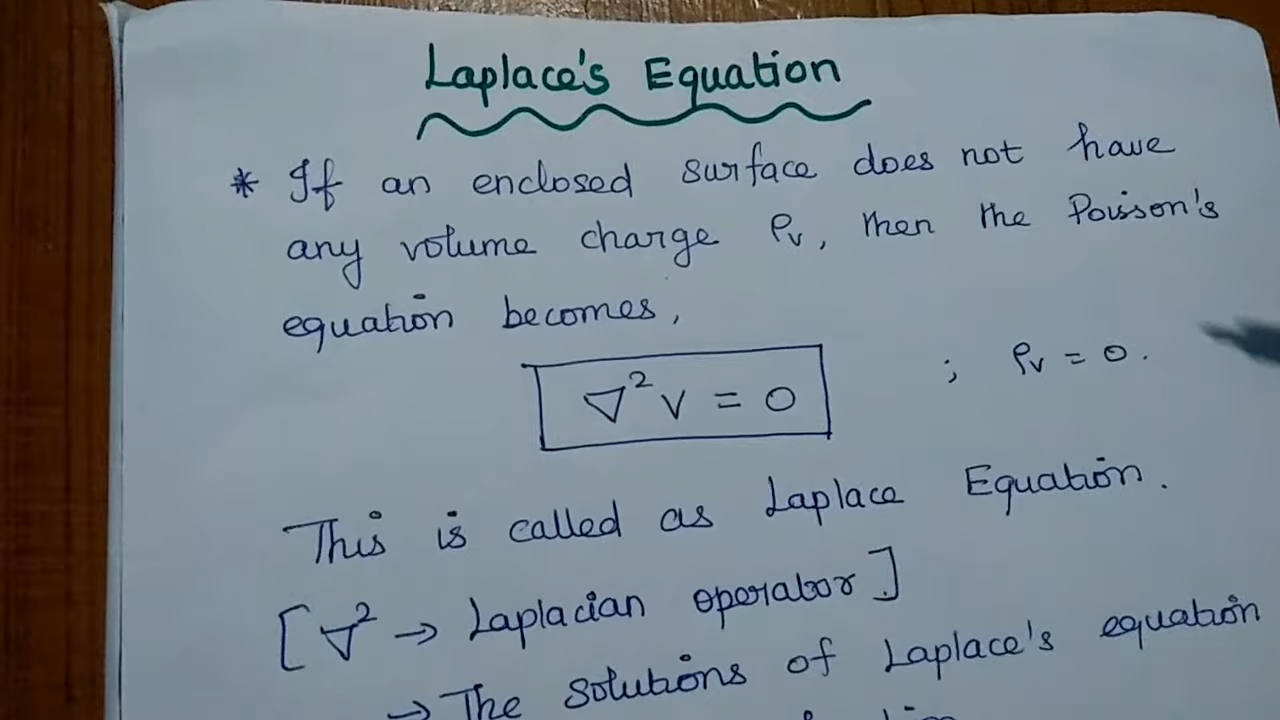 Laplace's Equation
* If an enclosed surface does not have
any volume charge ρv, then the Poisson's
equation becomes,
∇²V = 0 ; ρv = 0.
This is called as Laplace Equation.
[∇² → Laplacian operator]
→ The solutions of Laplace's equation